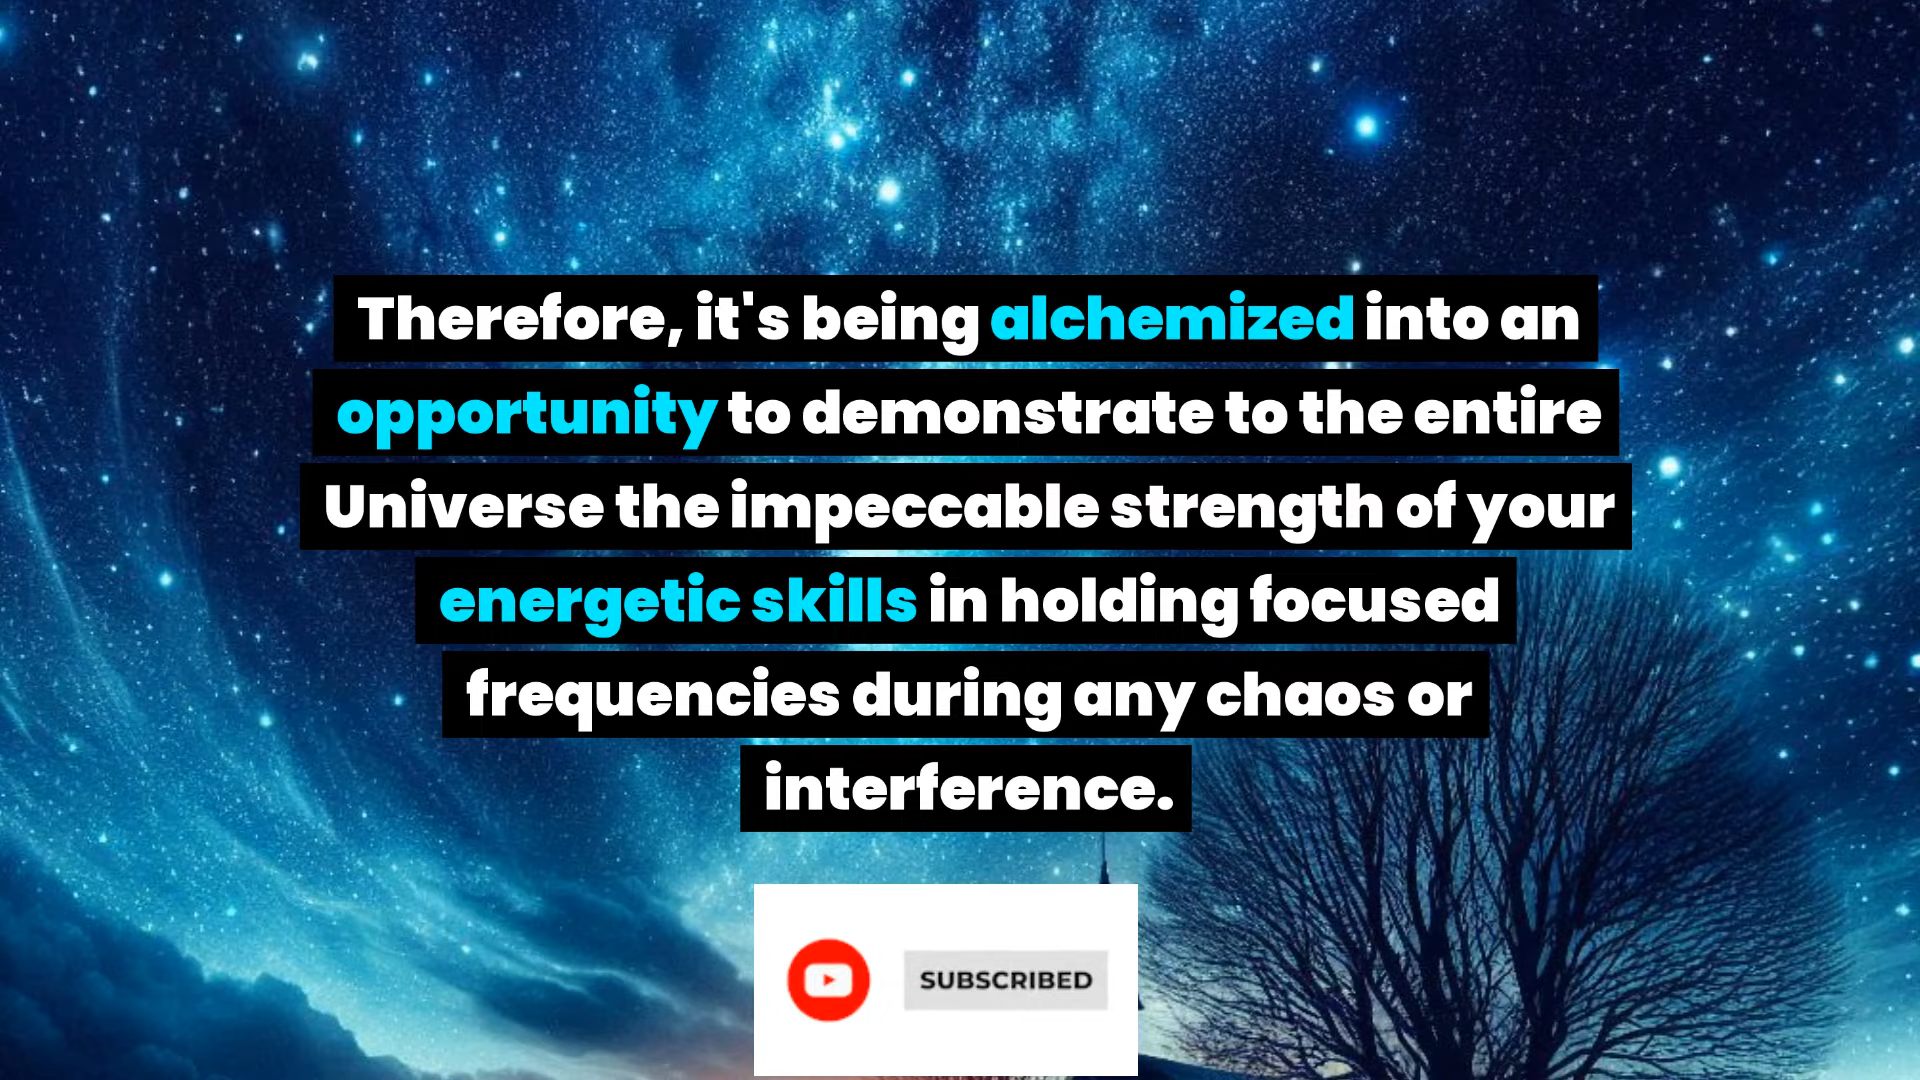 Therefore, it's being alchemized into an
opportunity to demonstrate to the entire
Universe the impeccable strength of your
energetic skills in holding focused
frequencies during any chaos or
interference.
SUBSCRIBED